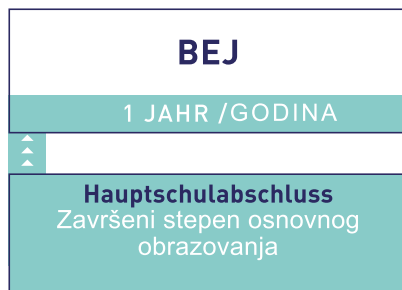 BEJ
1 JAHR /GODINA
Hauptschulabschluss
Završeni stepen osnovnog
obrazovanja